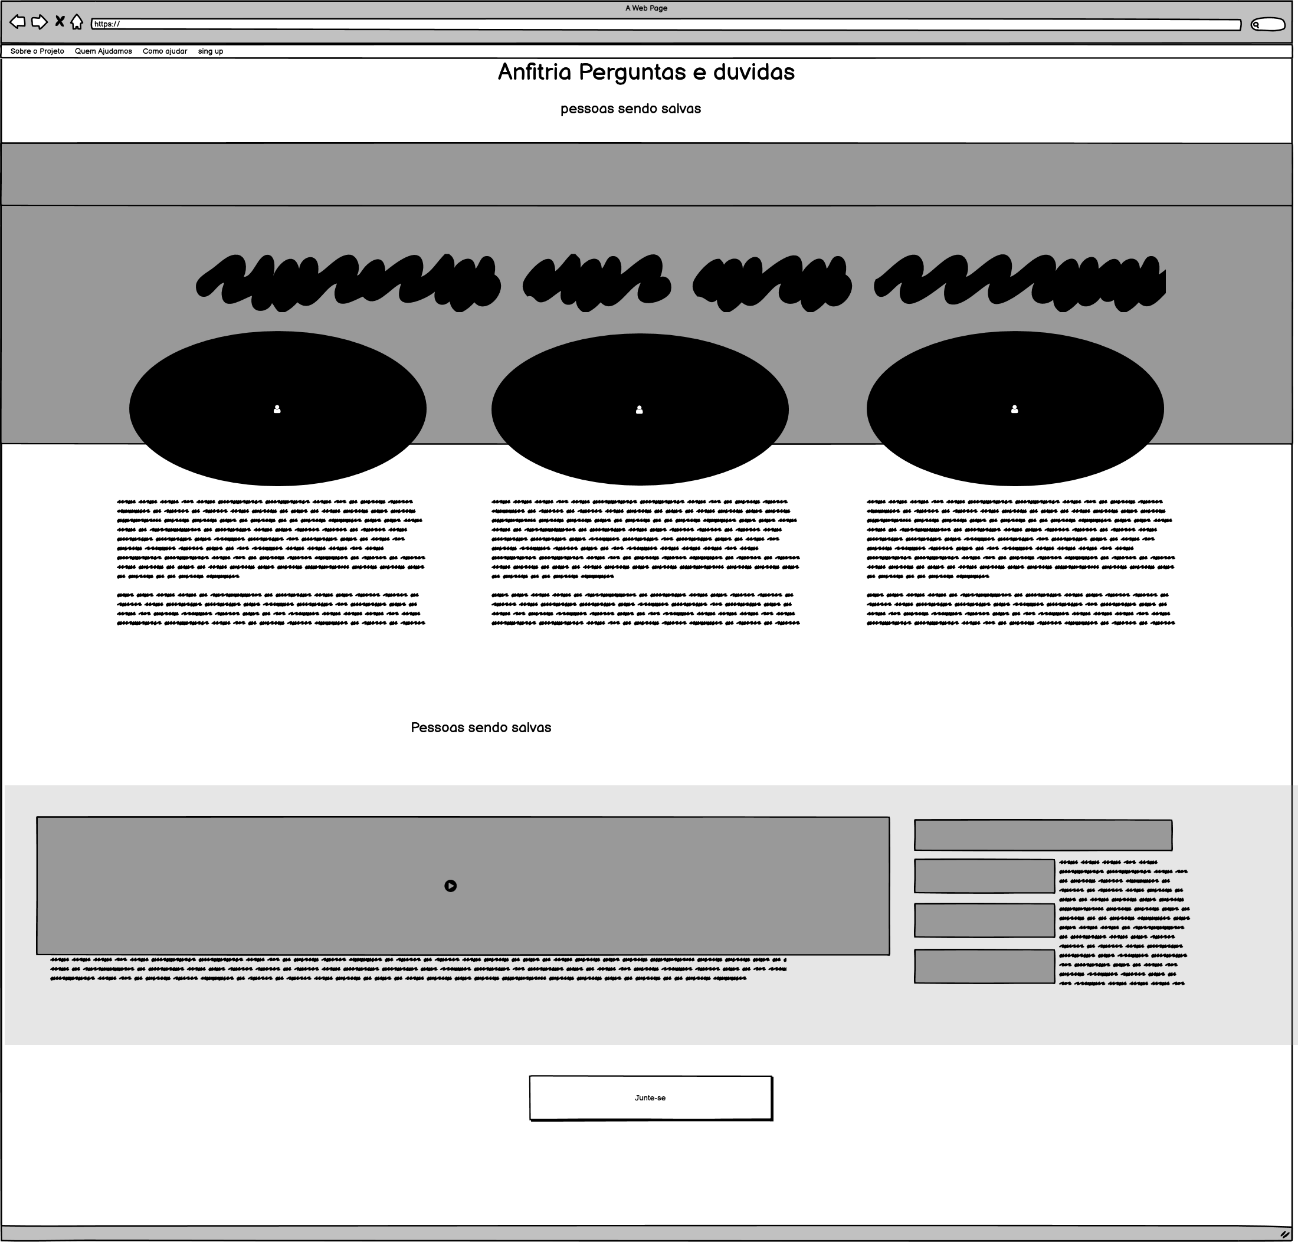 A Web Page
https://
Sobre o Projeto Quem Ajudamos Como ajudar sing up
Anfitria Perguntas e duvidas
pessoas sendo salvas
Pessoas sendo salvas
Junte-se